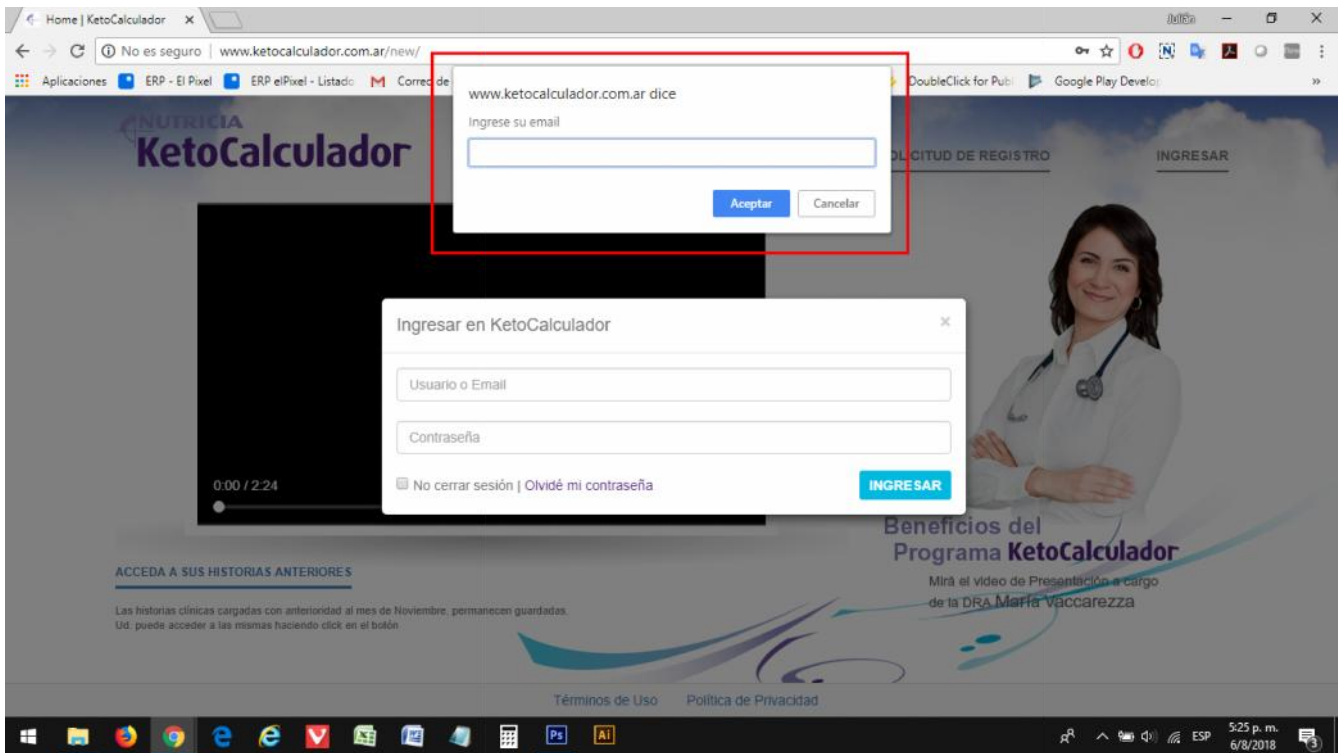 Home | KetoCalculador
No es seguro | www.ketocalculador.com.ar/new/
Aplicaciones ERP - El Pixel ERP elPixel - Listado Correo de DoubleClick for Publ Google Play Develop
www.ketocalculador.com.ar dice
Ingrese su email
Aceptar Cancelar
NUTRICIA
KetoCalculador
OLICITUD DE REGISTRO INGRESAR
Ingresar en KetoCalculador
Usuario o Email
Contraseña
No cerrar sesión | Olvidé mi contraseña INGRESAR
0:00 / 2:24
Beneficios del
Programa KetoCalculador
Mirá el video de Presentación a cargo
de la DRA María Vaccarezza
ACCEDA A SUS HISTORIAS ANTERIORES
Las historias clínicas cargadas con anterioridad al mes de Noviembre, permanecen guardadas.
Ud. puede acceder a las mismas haciendo click en el botón
Términos de Uso Política de Privacidad
Ps Ai ESP 5:25 p. m.
6/8/2018
3